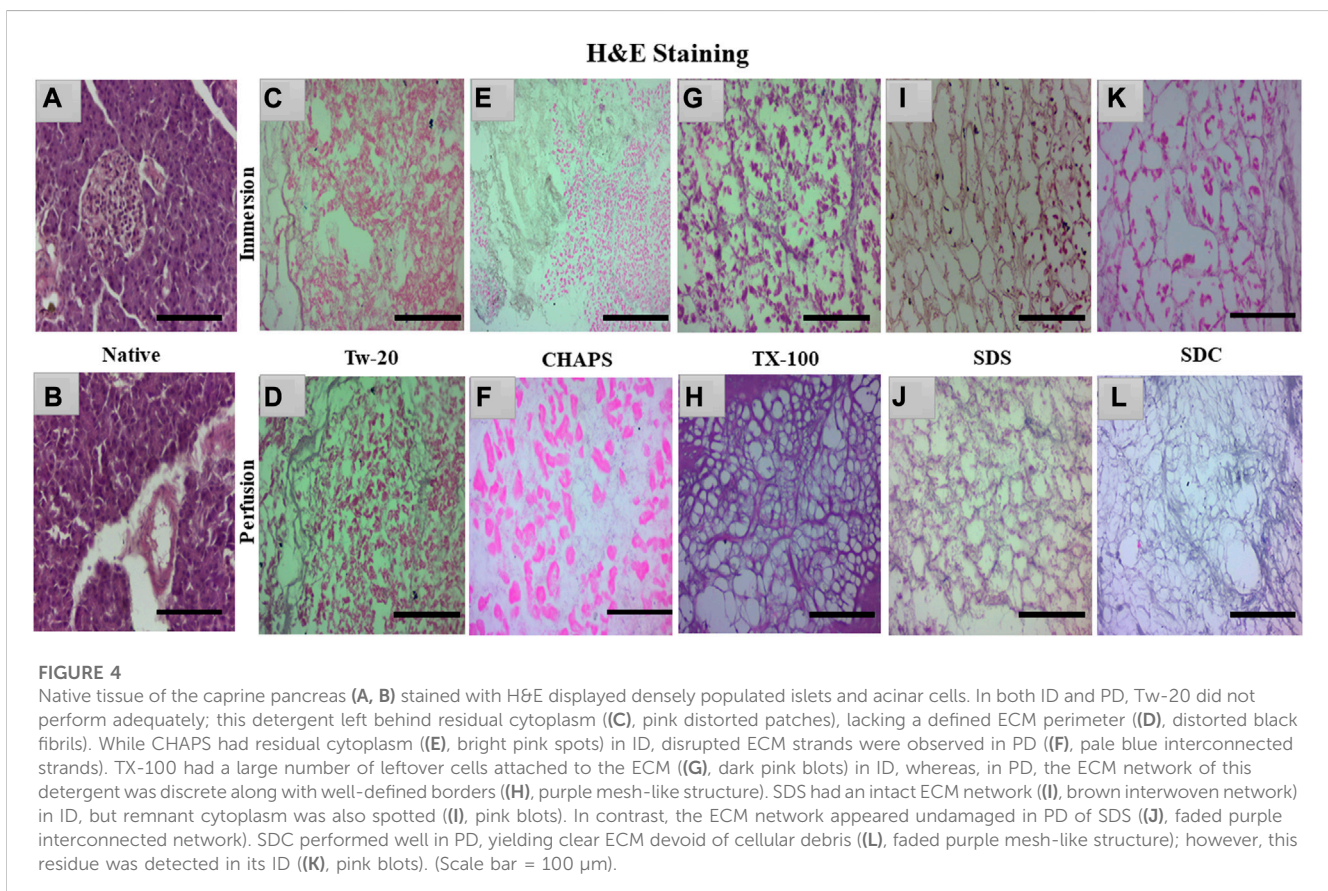 H&E Staining
A
C
E
G
I
K
Immersion
Native
Tw-20
CHAPS
TX-100
SDS
SDC
B
D
F
H
J
L
Perfusion
FIGURE 4
Native tissue of the caprine pancreas (A, B) stained with H&E displayed densely populated islets and acinar cells. In both ID and PD, Tw-20 did not
perform adequately; this detergent left behind residual cytoplasm ((C), pink distorted patches), lacking a defined ECM perimeter ((D), distorted black
fibrils). While CHAPS had residual cytoplasm ((E), bright pink spots) in ID, disrupted ECM strands were observed in PD ((F), pale blue interconnected
strands). TX-100 had a large number of leftover cells attached to the ECM ((G), dark pink blots) in ID, whereas, in PD, the ECM network of this
detergent was discrete along with well-defined borders ((H), purple mesh-like structure). SDS had an intact ECM network ((I), brown interwoven network)
in ID, but remnant cytoplasm was also spotted ((I), pink blots). In contrast, the ECM network appeared undamaged in PD of SDS ((J), faded purple
interconnected network). SDC performed well in PD, yielding clear ECM devoid of cellular debris ((L), faded purple mesh-like structure); however, this
residue was detected in its ID ((K), pink blots). (Scale bar = 100 μm).